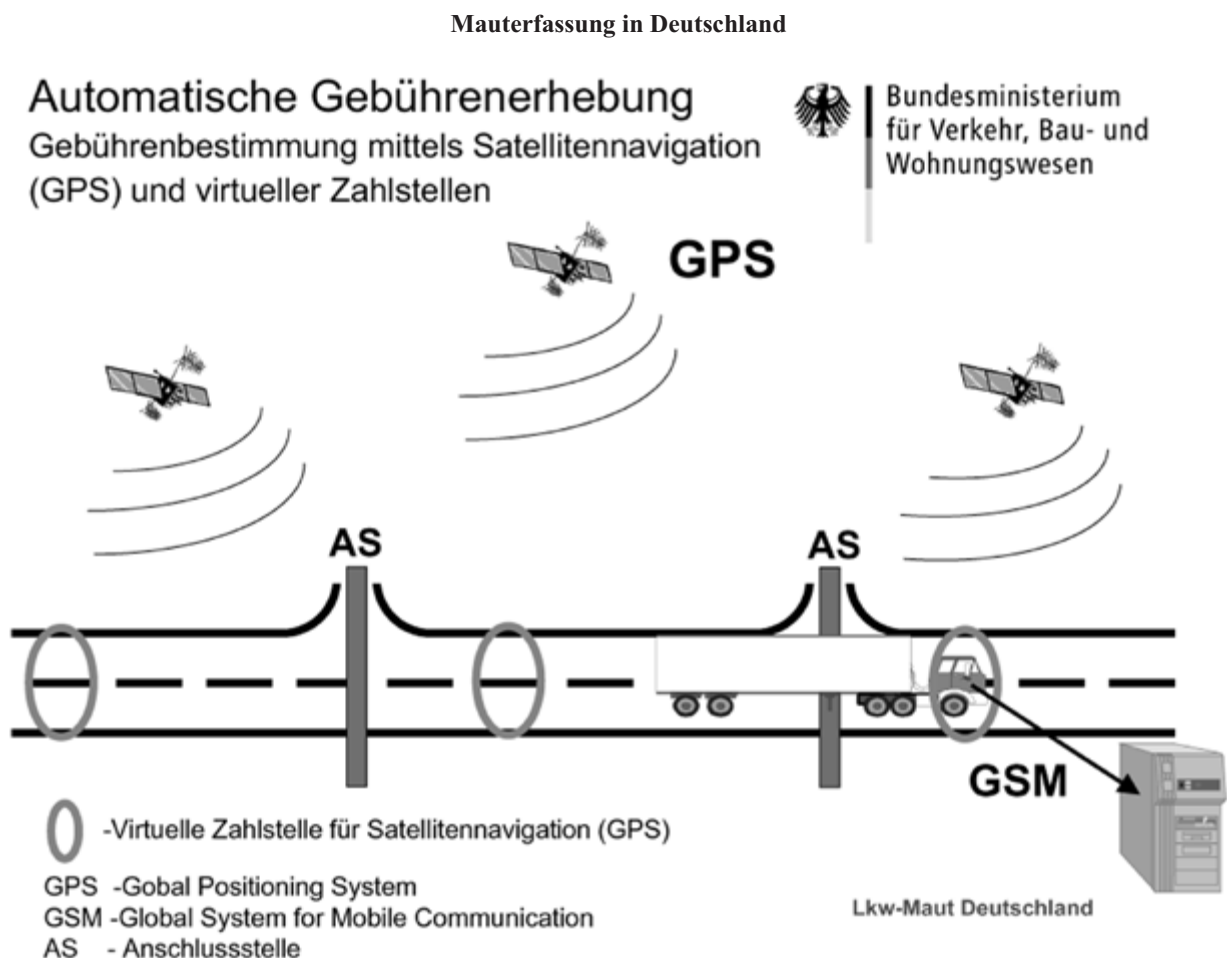 Mauterfassung in Deutschland
Automatische Gebührenerhebung
Gebührenbestimmung mittels Satellitennavigation
(GPS) und virtueller Zahlstellen
Bundesministerium
für Verkehr, Bau- und
Wohnungswesen
GPS
AS
AS
GSM
-Virtuelle Zahlstelle für Satellitennavigation (GPS)
GPS -Gobal Positioning System
GSM -Global System for Mobile Communication
AS - Anschlussstelle
Lkw-Maut Deutschland